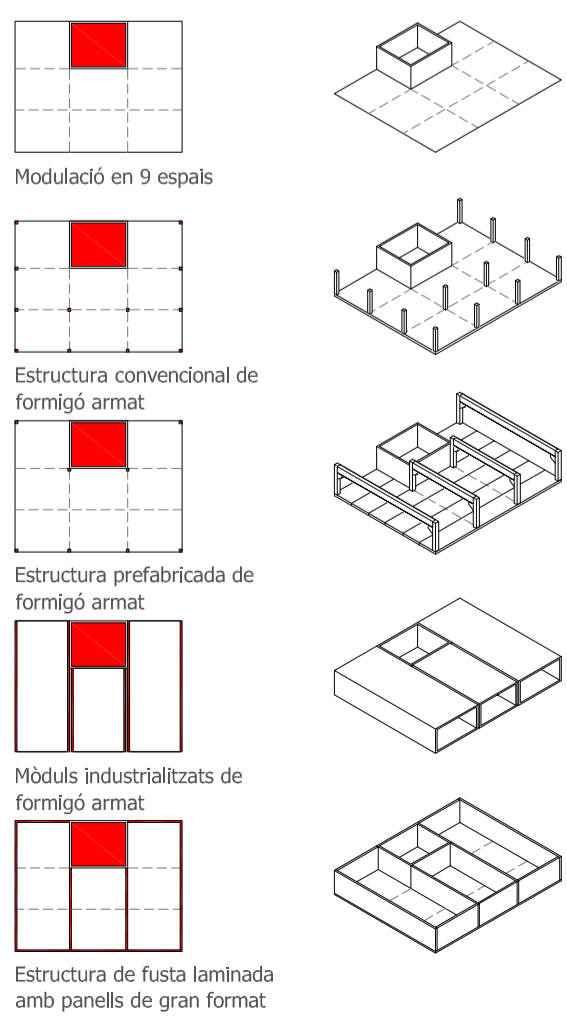 Modulació en 9 espais
Estructura convencional de
formigó armat
Estructura prefabricada de
formigó armat
Mòduls industrialitzats de
formigó armat
Estructura de fusta laminada
amb panells de gran format